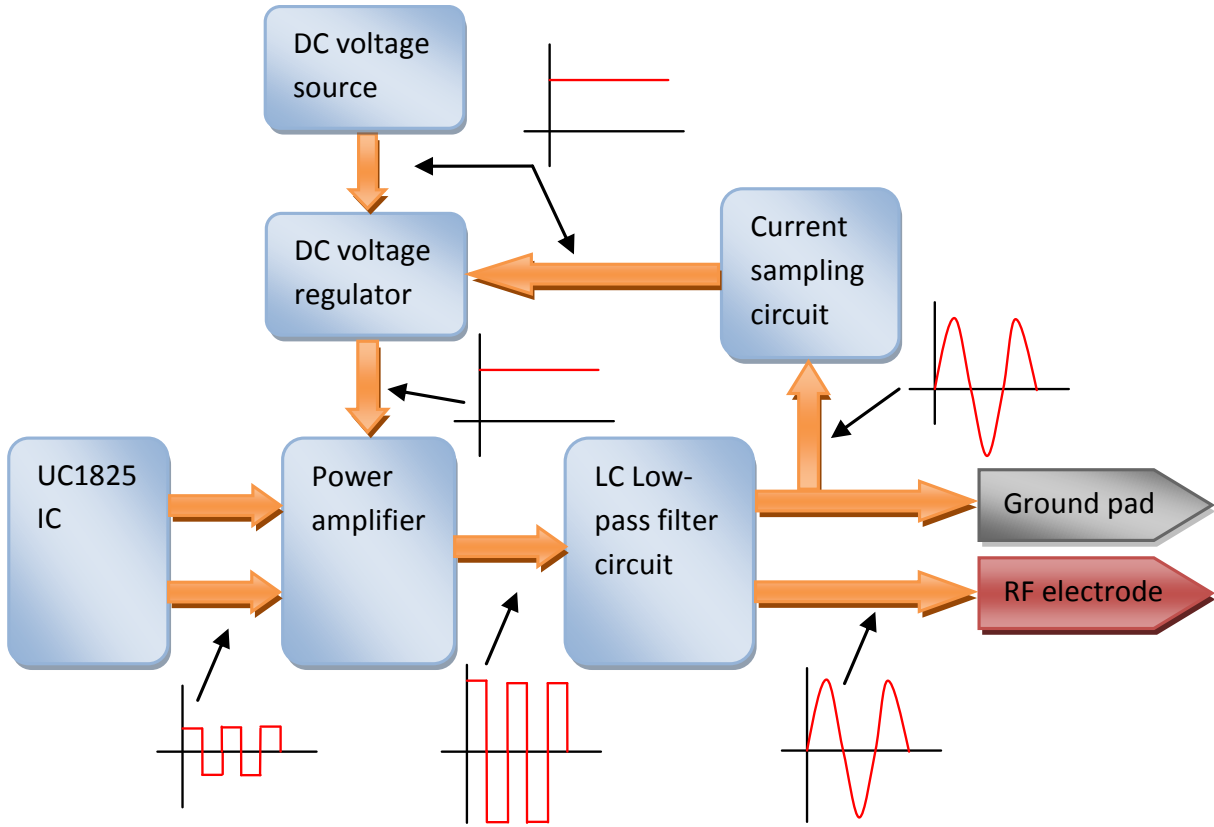 DC voltage
source
DC voltage
regulator
Current
sampling
circuit
UC1825
IC
Power
amplifier
LC Low-
pass filter
circuit
Ground pad
RF electrode